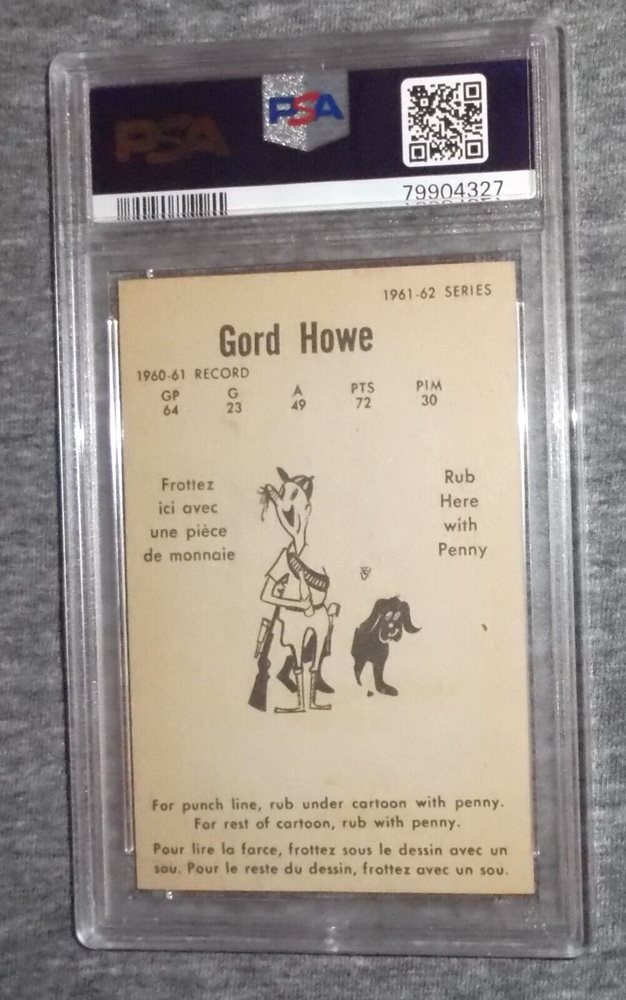 PSA
PSA
79904327
1961-62 SERIES
Gord Howe
1960-61 RECORD
GP G A PTS PIM
64 23 49 72 30
Frottez
ici avec
une pièce
de monnaie
Rub
Here
with
Penny
For punch line, rub under cartoon with penny.
For rest of cartoon, rub with penny.
Pour lire la farce, frottez sous le dessin avec un
sou. Pour le reste du dessin, frottez avec un sou.